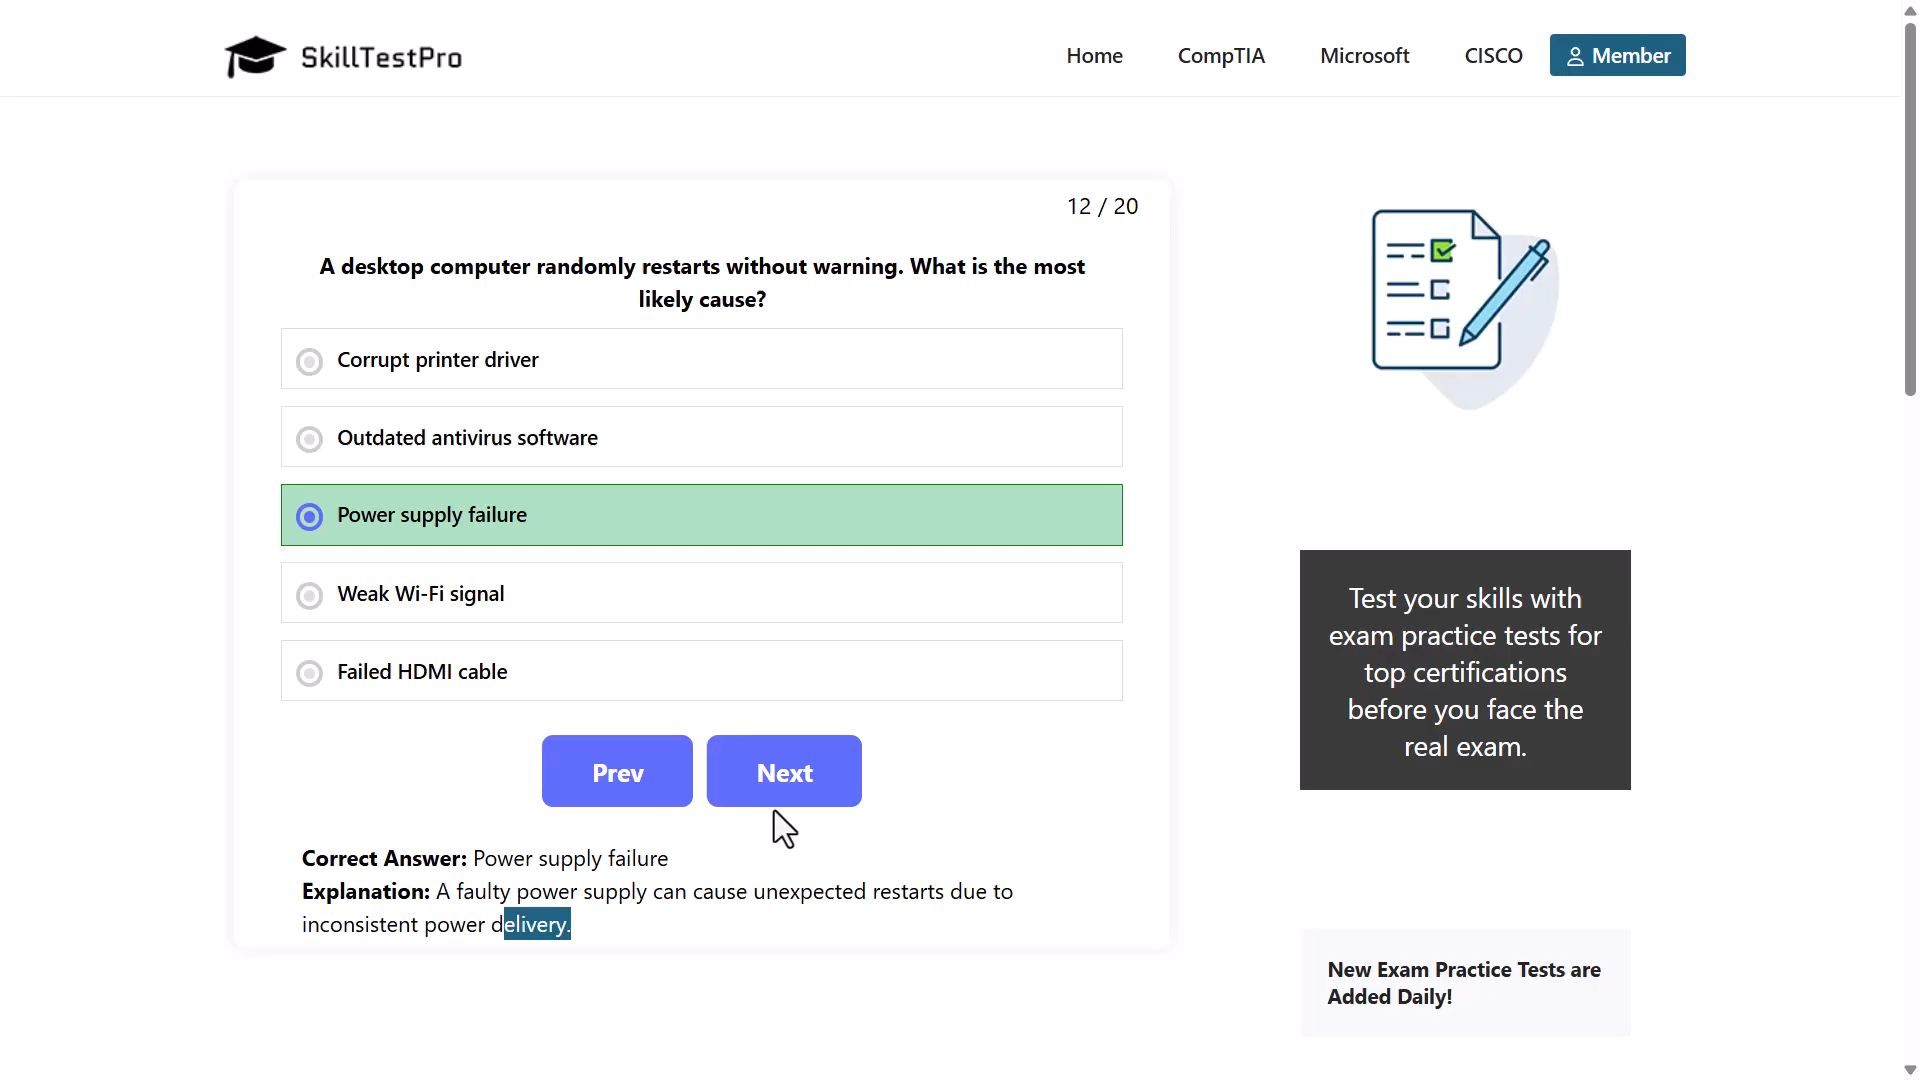 SkillTestPro
Home
CompTIA
Microsoft
CISCO
Member
12 / 20
A desktop computer randomly restarts without warning. What is the most
likely cause?
Corrupt printer driver
Outdated antivirus software
Power supply failure
Weak Wi-Fi signal
Failed HDMI cable
Prev
Next
Correct Answer: Power supply failure
Explanation: A faulty power supply can cause unexpected restarts due to
inconsistent power delivery.
Test your skills with
exam practice tests for
top certifications
before you face the
real exam.
New Exam Practice Tests are
Added Daily!